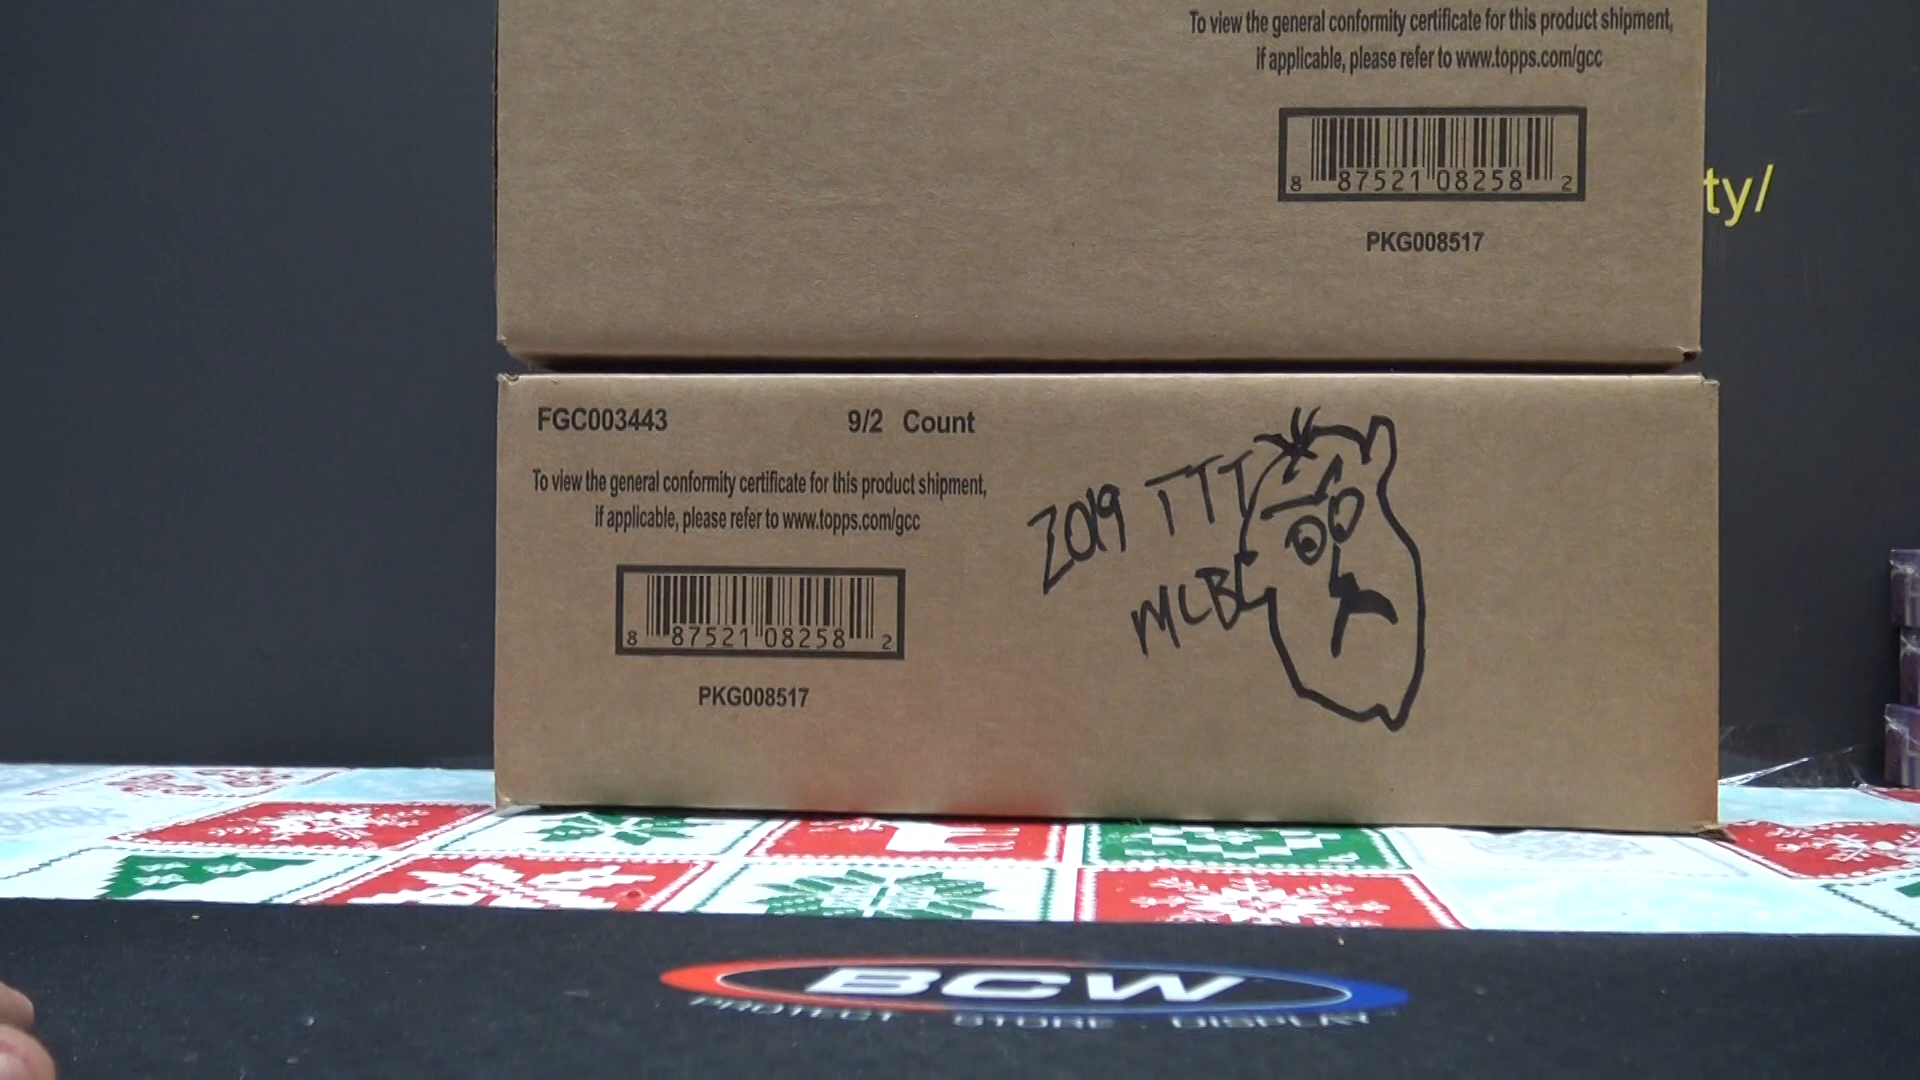 To view the general conformity certificate for this product shipment,
if applicable, please refer to www.topps.com/gcc
8 87521 08258 2
PKG008517
ty/
FGC003443 9/2 Count
To view the general conformity certificate for this product shipment,
if applicable, please refer to www.topps.com/gcc
8 87521 08258 2
PKG008517
2019 TTT
MLB
BCW
PROTECT STORE DISPLAY